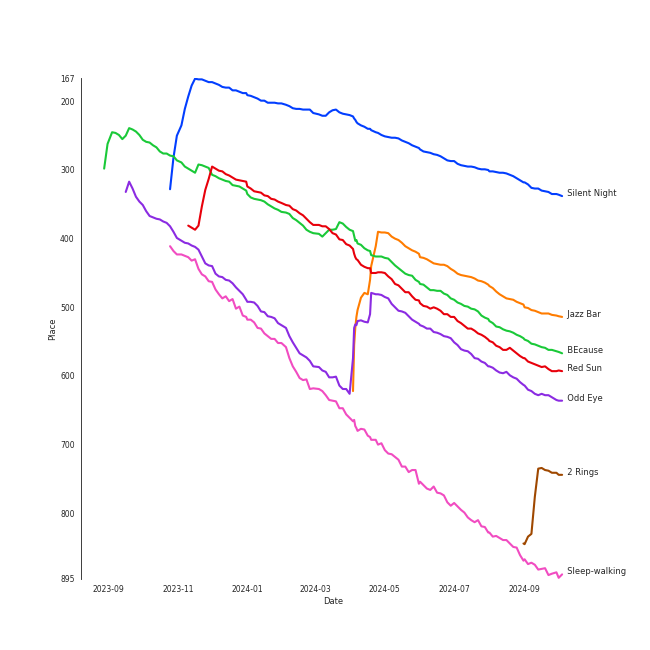 167
200
300
400
500
600
700
800
895
Place
2023-09
2023-11
2024-01
2024-03
2024-05
2024-07
2024-09
Date
Silent Night
Jazz Bar
BEcause
Red Sun
Odd Eye
2 Rings
Sleep-walking